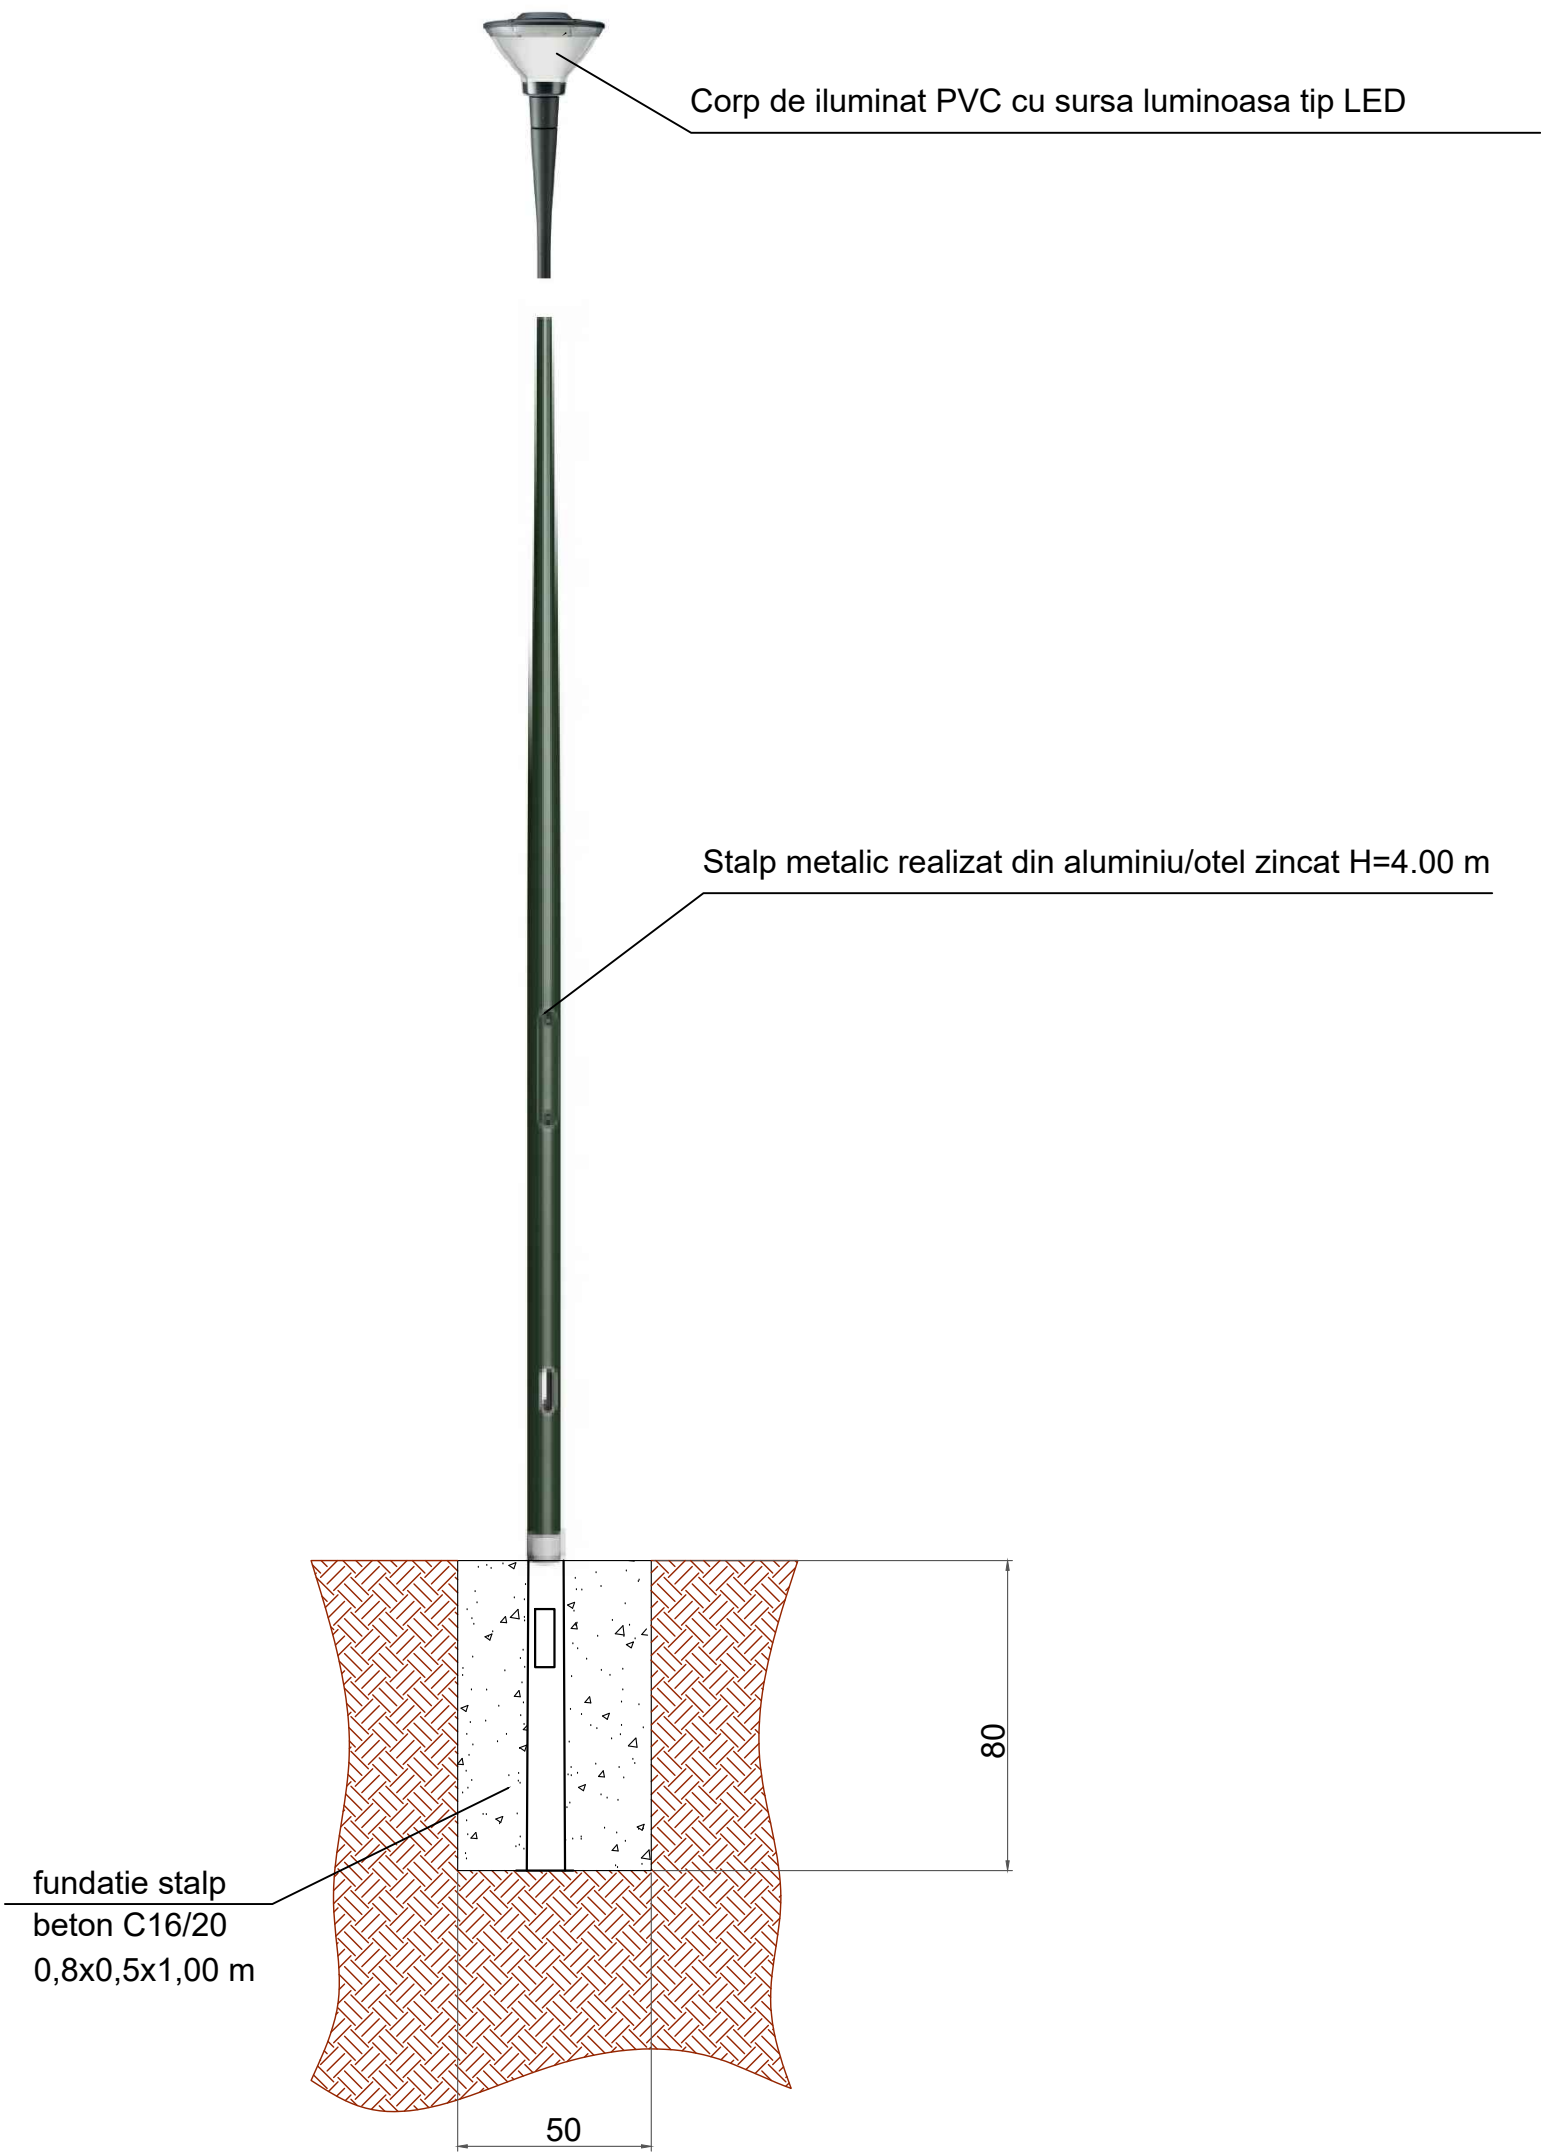 Corp de iluminat PVC cu sursa luminoasa tip LED
Stalp metalic realizat din aluminiu/otel zincat H=4.00 m
80
fundatie stalp
beton C16/20
0,8x0,5x1,00 m
50